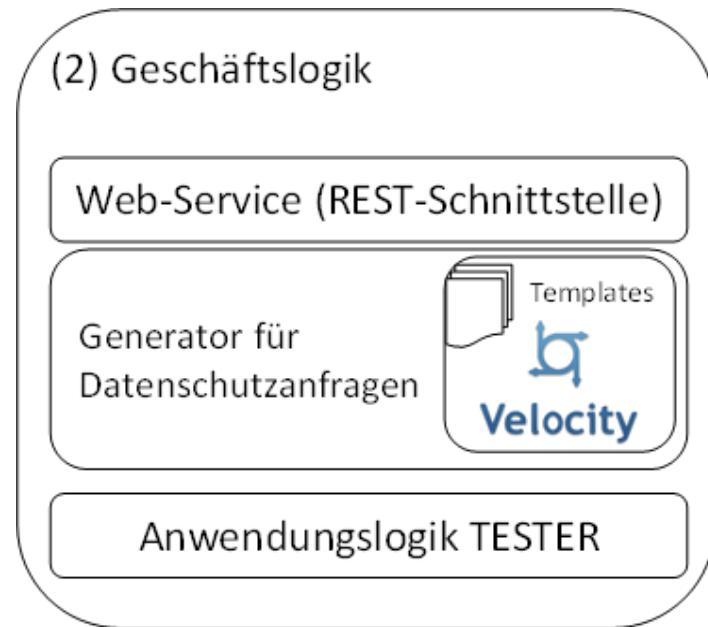 (2) Geschäftslogik
Web-Service (REST-Schnittstelle)
Generator für
Datenschutzanfragen
Templates
Velocity
Anwendungslogik TESTER